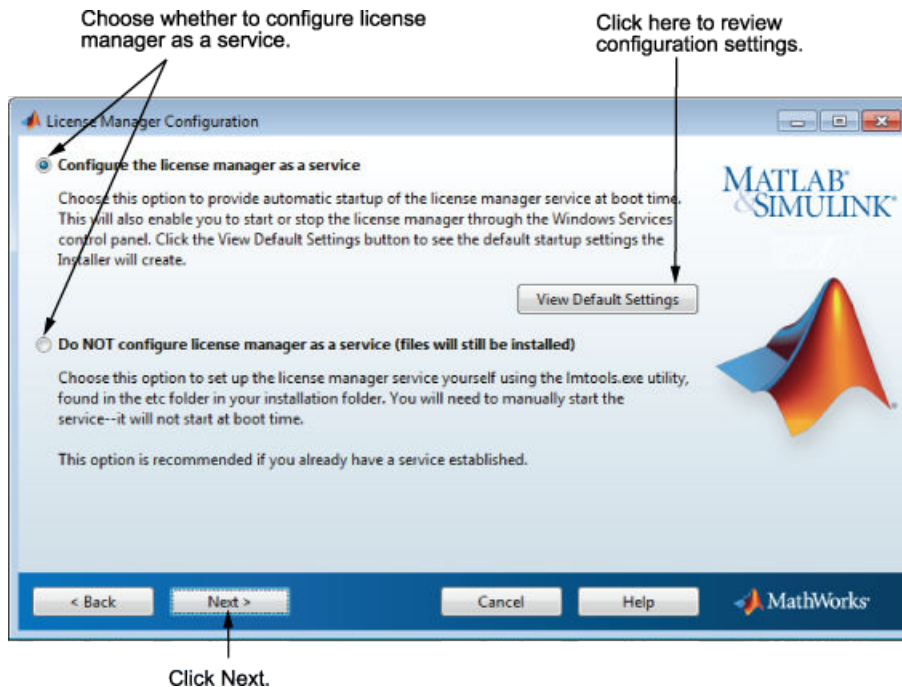 Choose whether to configure license
manager as a service.
Click here to review
configuration settings.
License Manager Configuration
Configure the license manager as a service
Choose this option to provide automatic startup of the license manager service at boot time.
This will also enable you to start or stop the license manager through the Windows Services
control panel. Click the View Default Settings button to see the default startup settings the
Installer will create.
View Default Settings
Do NOT configure license manager as a service (files will still be installed)
Choose this option to set up the license manager service yourself using the lmtools.exe utility,
found in the etc folder in your installation folder. You will need to manually start the
service--it will not start at boot time.
This option is recommended if you already have a service established.
MATLAB®
&SIMULINK®
< Back
Next >
Cancel
Help
MathWorks®
Click Next.